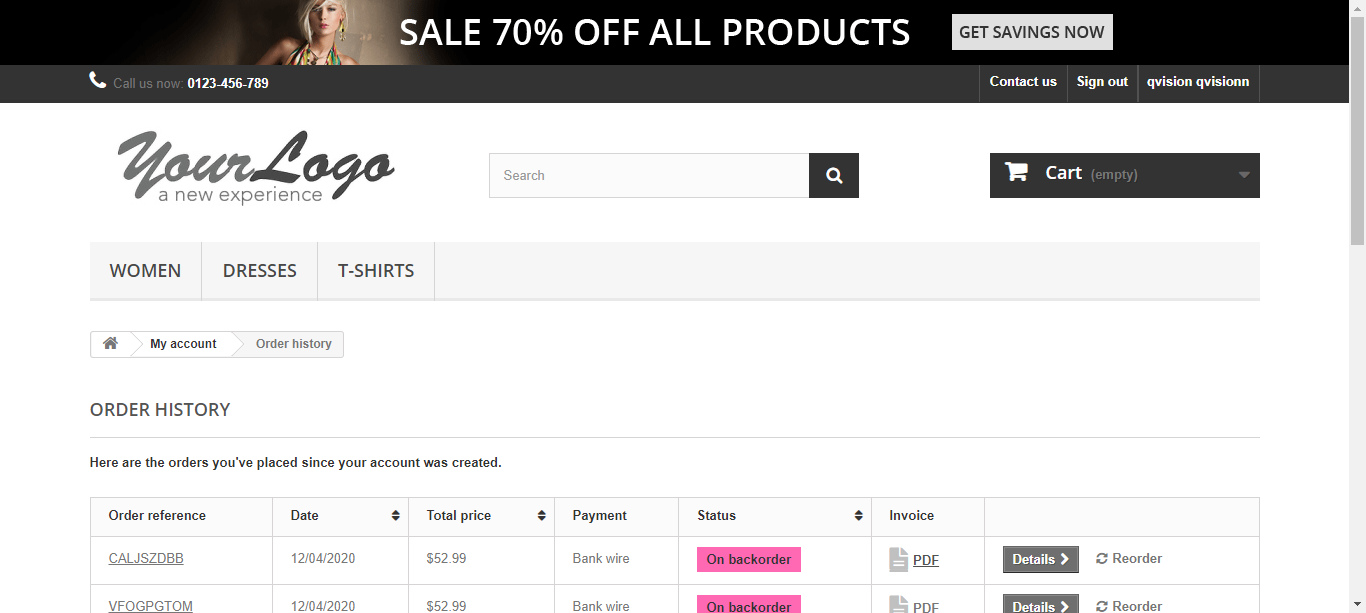 SALE 70% OFF ALL PRODUCTS GET SAVINGS NOW
Call us now: 0123-456-789 Contact us Sign out qvision qvisionn
YourLogo
a new experience
Search
Cart (empty)
WOMEN DRESSES T-SHIRTS
My account Order history
ORDER HISTORY
Here are the orders you've placed since your account was created.
Order reference Date Total price Payment Status Invoice
CALJSZDBB 12/04/2020 $52.99 Bank wire On backorder PDF Details Reorder
VFOGPGTOM 12/04/2020 $52.99 Bank wire On backorder PDF Details Reorder